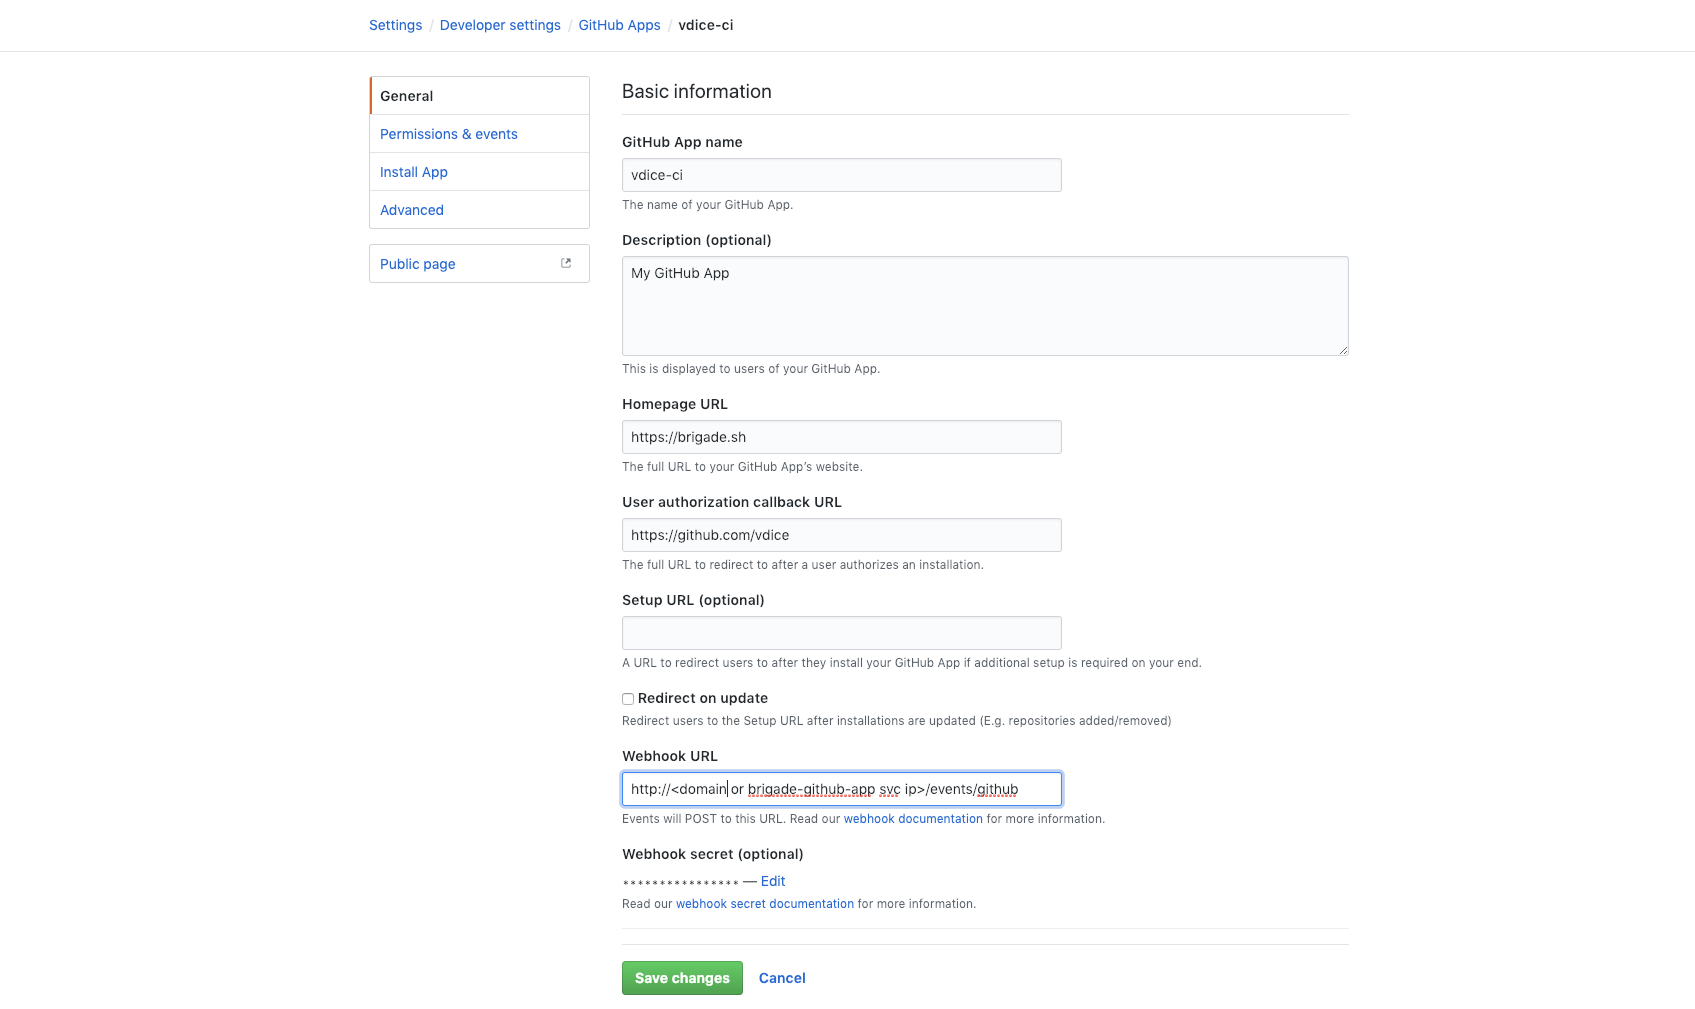 Settings / Developer settings / GitHub Apps / vdice-ci
General
Permissions & events
Install App
Advanced
Public page
Basic information
GitHub App name
vdice-ci
The name of your GitHub App.
Description (optional)
My GitHub App
This is displayed to users of your GitHub App.
Homepage URL
https://brigade.sh
The full URL to your GitHub App’s website.
User authorization callback URL
https://github.com/vdice
The full URL to redirect to after a user authorizes an installation.
Setup URL (optional)
A URL to redirect users to after they install your GitHub App if additional setup is required on your end.
Redirect on update
Redirect users to the Setup URL after installations are updated (E.g. repositories added/removed)
Webhook URL
http://<domain or brigade-github-app svc ip>/events/github
Events will POST to this URL. Read our webhook documentation for more information.
Webhook secret (optional)
**************** — Edit
Read our webhook secret documentation for more information.
Save changes Cancel